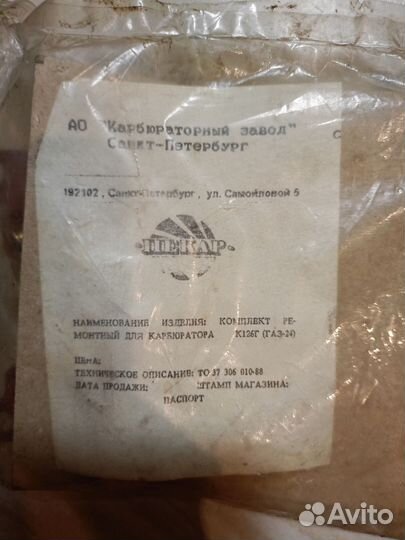 АО "Карбюраторный завод" С
Санкт-Петербург
192102, Санкт-Петербург, ул. Самойловой 5
ПЕКАР
НАИМЕНОВАНИЕ ИЗДЕЛИЯ: КОМПЛЕКТ РЕ-
МОНТНЫЙ ДЛЯ КАРБЮРАТОРА К126Г (ГАЗ-24)
ЦЕНА:
ТЕХНИЧЕСКОЕ ОПИСАНИЕ: ТО 37 306 010-88
ДАТА ПРОДАЖИ: ШТАМП МАГАЗИНА:
ПАСПОРТ
Avito